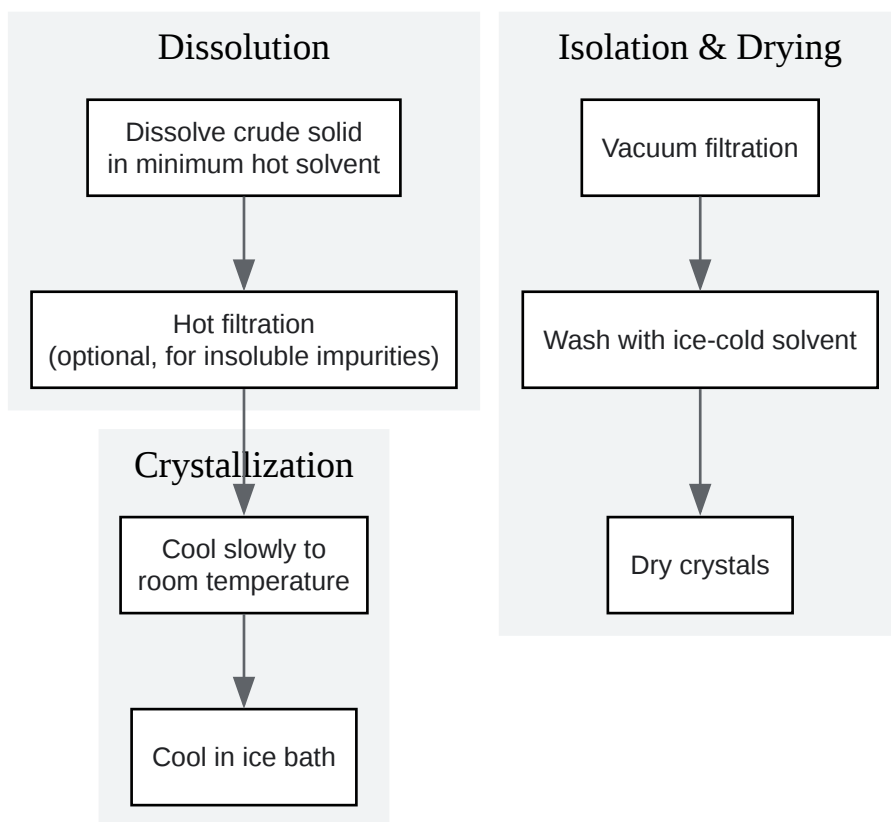 Dissolution
Dissolve crude solid
in minimum hot solvent
Hot filtration
(optional, for insoluble impurities)
Crystallization
Cool slowly to
room temperature
Cool in ice bath
Isolation & Drying
Vacuum filtration
Wash with ice-cold solvent
Dry crystals